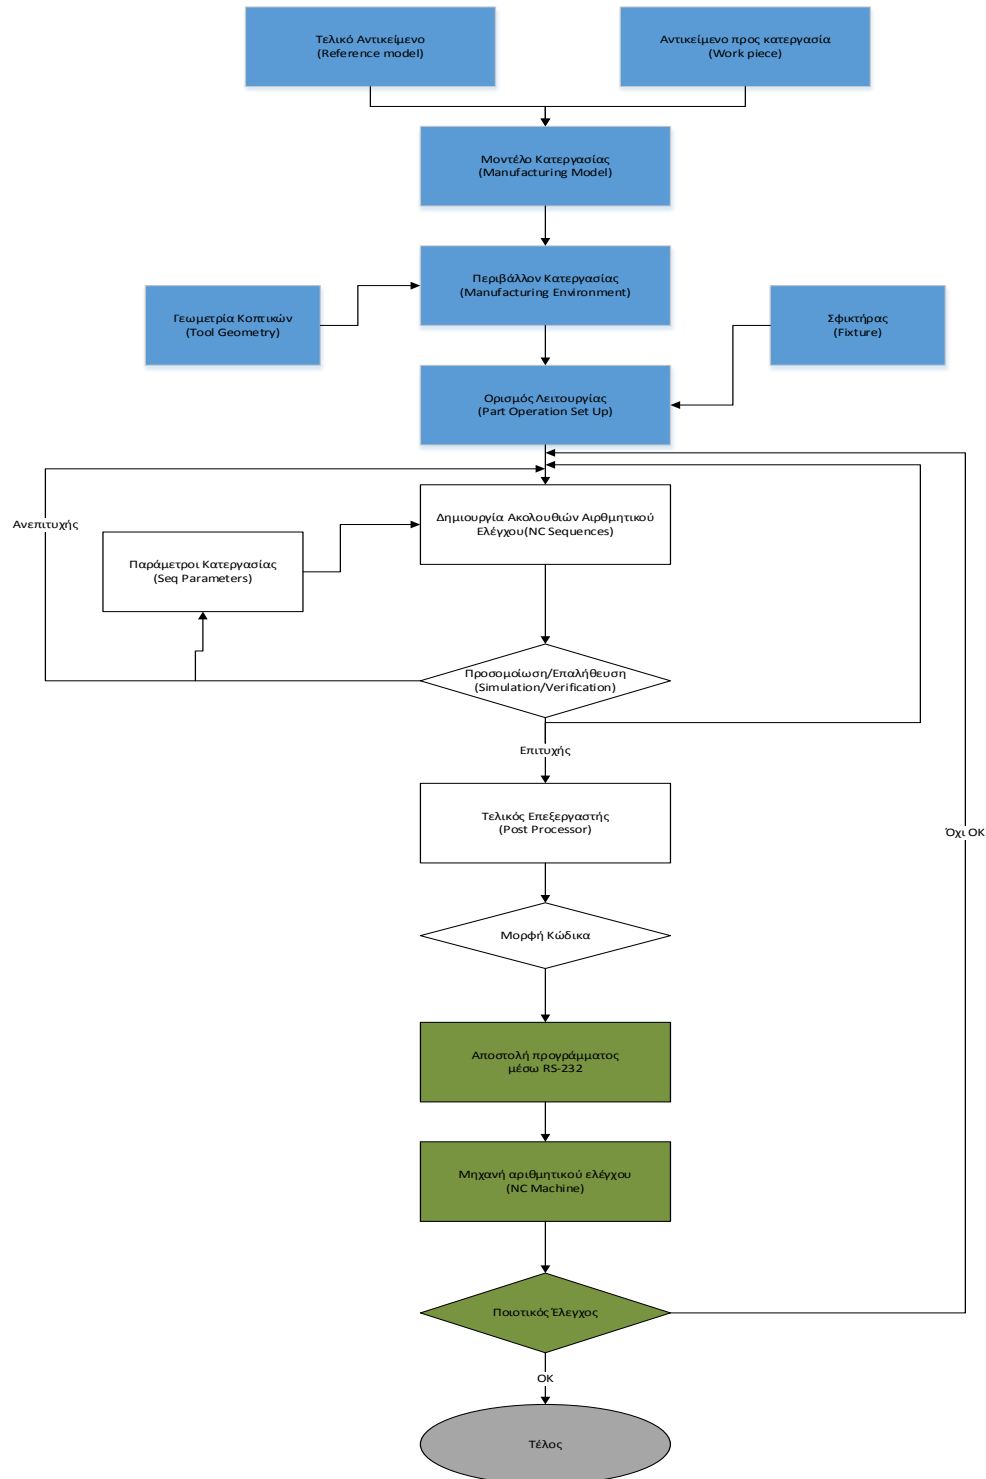 Τελικό Αντικείμενο
(Reference model)
Αντικείμενο προς κατεργασία
(Work piece)
Μοντέλο Κατεργασίας
(Manufacturing Model)
Περιβάλλον Κατεργασίας
(Manufacturing Environment)
Γεωμετρία Κοπτικών
(Tool Geometry)
Σφικτήρας
(Fixture)
Ορισμός Λειτουργίας
(Part Operation Set Up)
Ανεπιτυχής
Δημιουργία Ακολουθιών Αιρθμητικού
Ελέγχου(NC Sequences)
Παράμετροι Κατεργασίας
(Seq Parameters)
Προσομοίωση/Επαλήθευση
(Simulation/Verification)
Επιτυχής
Τελικός Επεξεργαστής
(Post Processor)
Όχι ΟΚ
Μορφή Κώδικα
Αποστολή προγράμματος
μέσω RS-232
Μηχανή αριθμητικού ελέγχου
(NC Machine)
Ποιοτικός Έλεγχος
ΟΚ
Τέλος